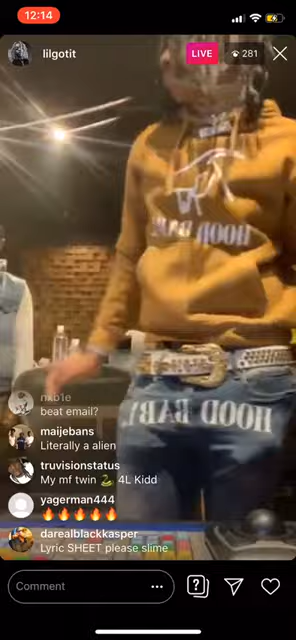 12:14
lilgotit
LIVE
281
HOOD BABY
HOOD BABY
nxb1e
beat email?
maijebans
Literally a alien
truvisionstatus
My mf twin 🐍 4L Kidd
yagerman444
🔥🔥🔥🔥🔥
darealblackkasper
Lyric SHEET please slime
Comment